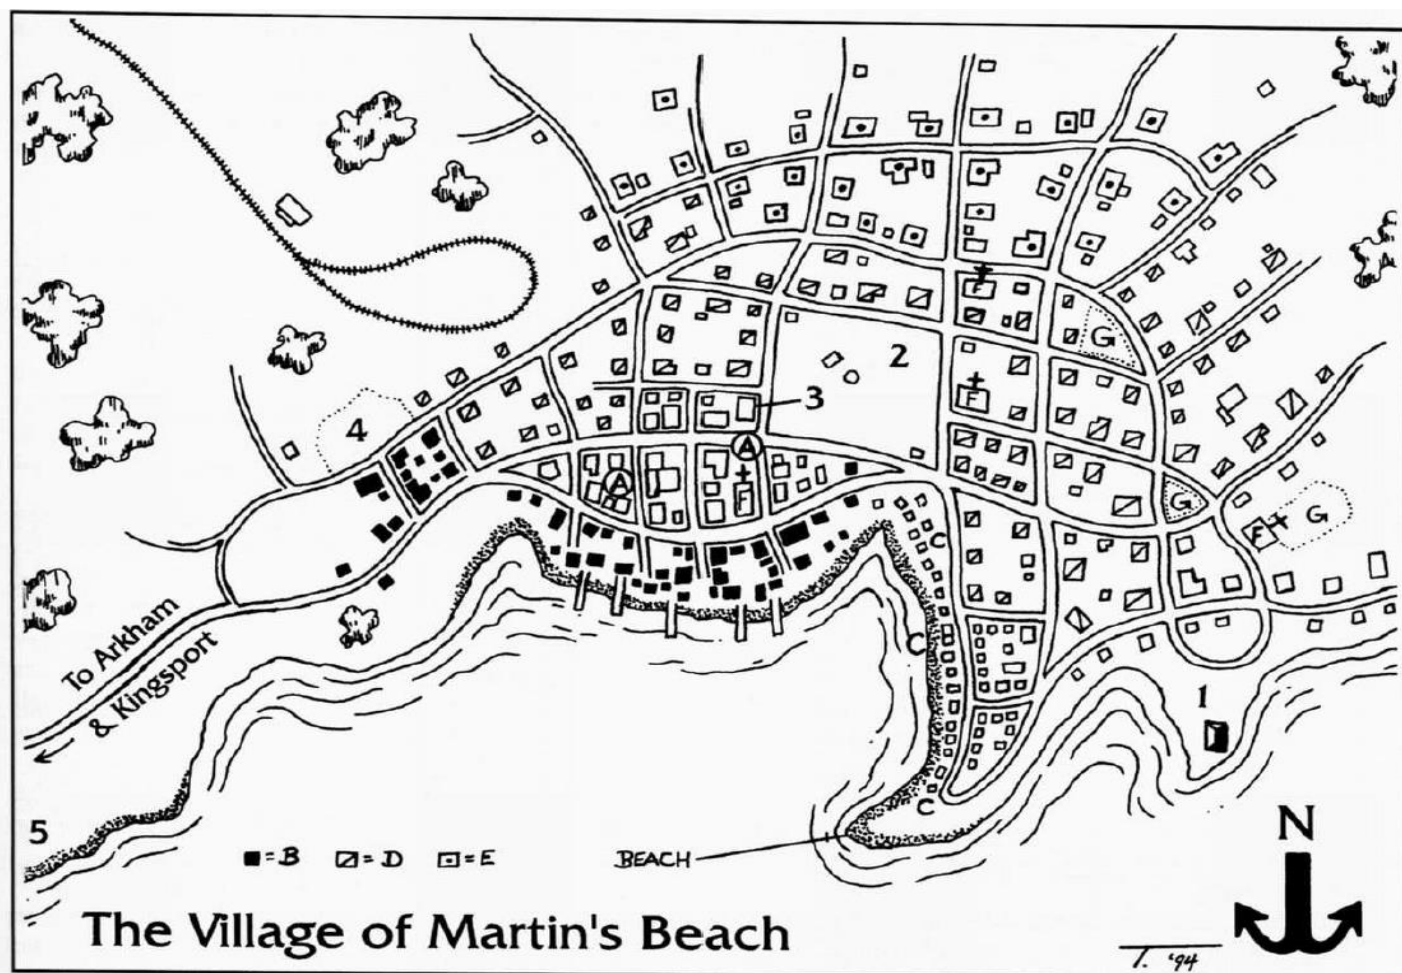 2
3
4
G
F
F
A
A
F
G
F
G
C
C
C
1
To Arkham
& Kingsport
5
■ = B
= D
= E
BEACH
N
The Village of Martin's Beach
T. '94